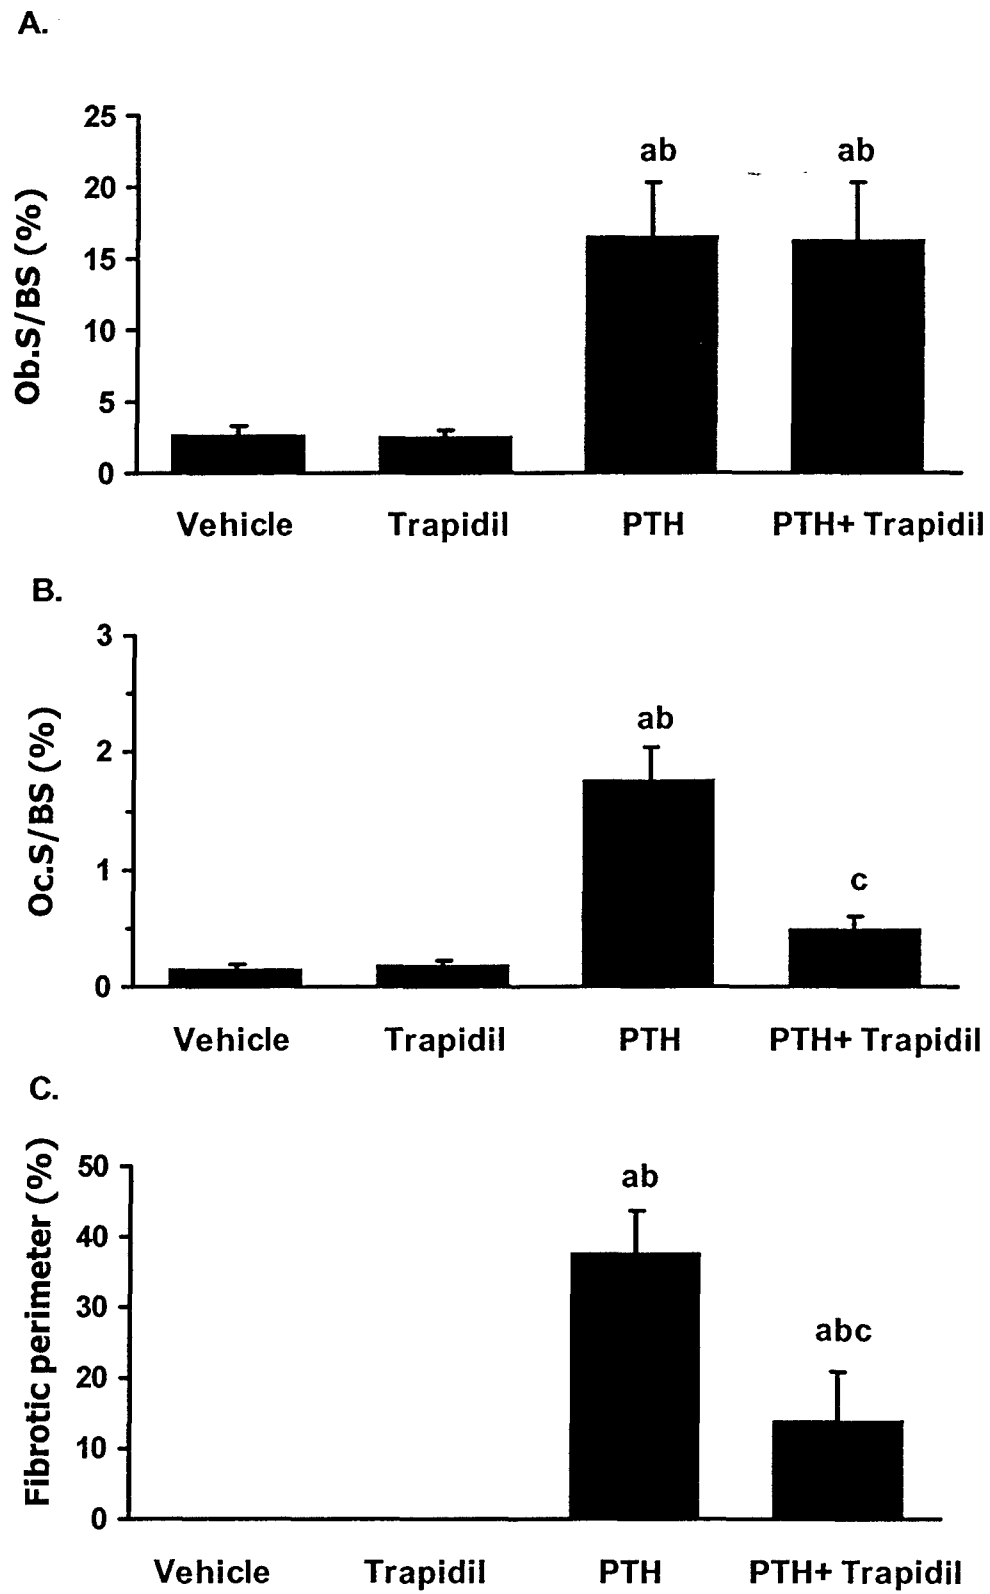 A.
Ob.S/BS (%)
25
20
15
10
5
0
ab
ab
Vehicle
Trapidil
PTH
PTH+ Trapidil
B.
Oc.S/BS (%)
3
2
1
0
ab
c
Vehicle
Trapidil
PTH
PTH+ Trapidil
C.
Fibrotic perimeter (%)
50
40
30
20
10
0
ab
abc
Vehicle
Trapidil
PTH
PTH+ Trapidil